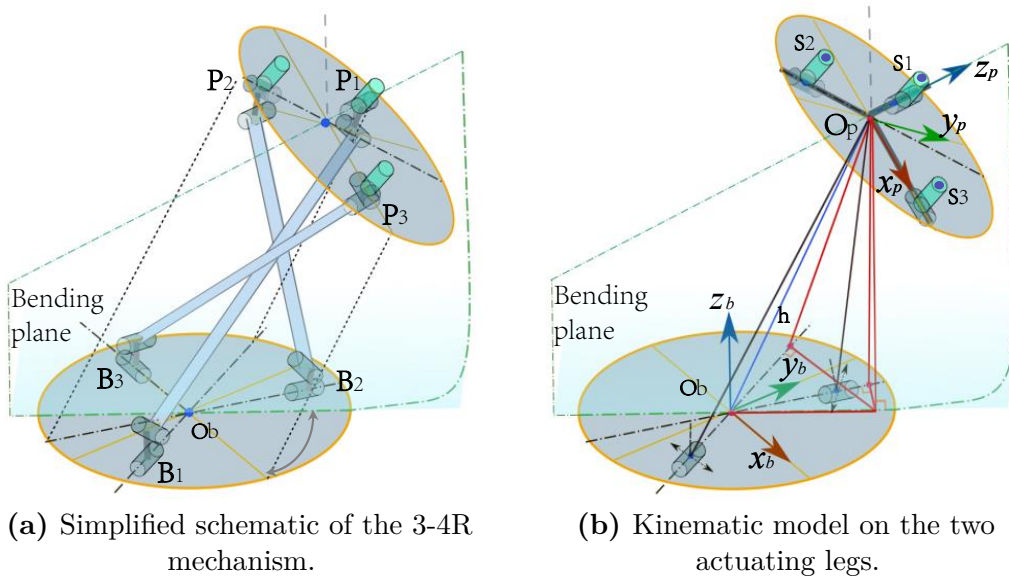 P2
P1
P3
Bending
plane
B3
B2
Ob
B1
S2
S1
zp
Op
yp
xp
S3
Bending
plane
zb
h
yb
Ob
xb
(a) Simplified schematic of the 3-4R
mechanism.
(b) Kinematic model on the two
actuating legs.